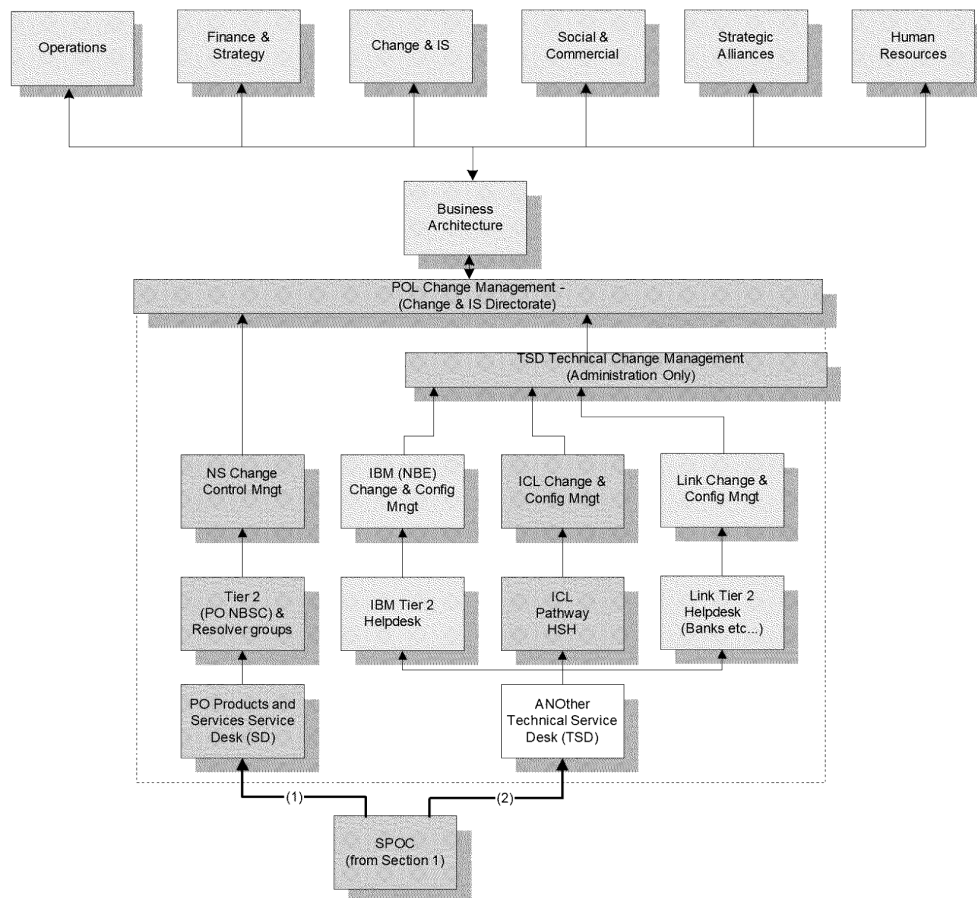 Operations
Finance &
Strategy
Change & IS
Social &
Commercial
Strategic
Alliances
Human
Resources
Business
Architecture
POL Change Management -
(Change & IS Directorate)
TSD Technical Change Management
(Administration Only)
NS Change
Control Mngt
IBM (NBE)
Change & Config
Mngt
ICL Change &
Config Mngt
Link Change &
Config Mngt
Tier 2
(PO NBSC) &
Resolver groups
IBM Tier 2
Helpdesk
ICL
Pathway
HSH
Link Tier 2
Helpdesk
(Banks etc...)
PO Products and
Services Service
Desk (SD)
ANOther
Technical Service
Desk (TSD)
(1)
(2)
SPOC
(from Section 1)